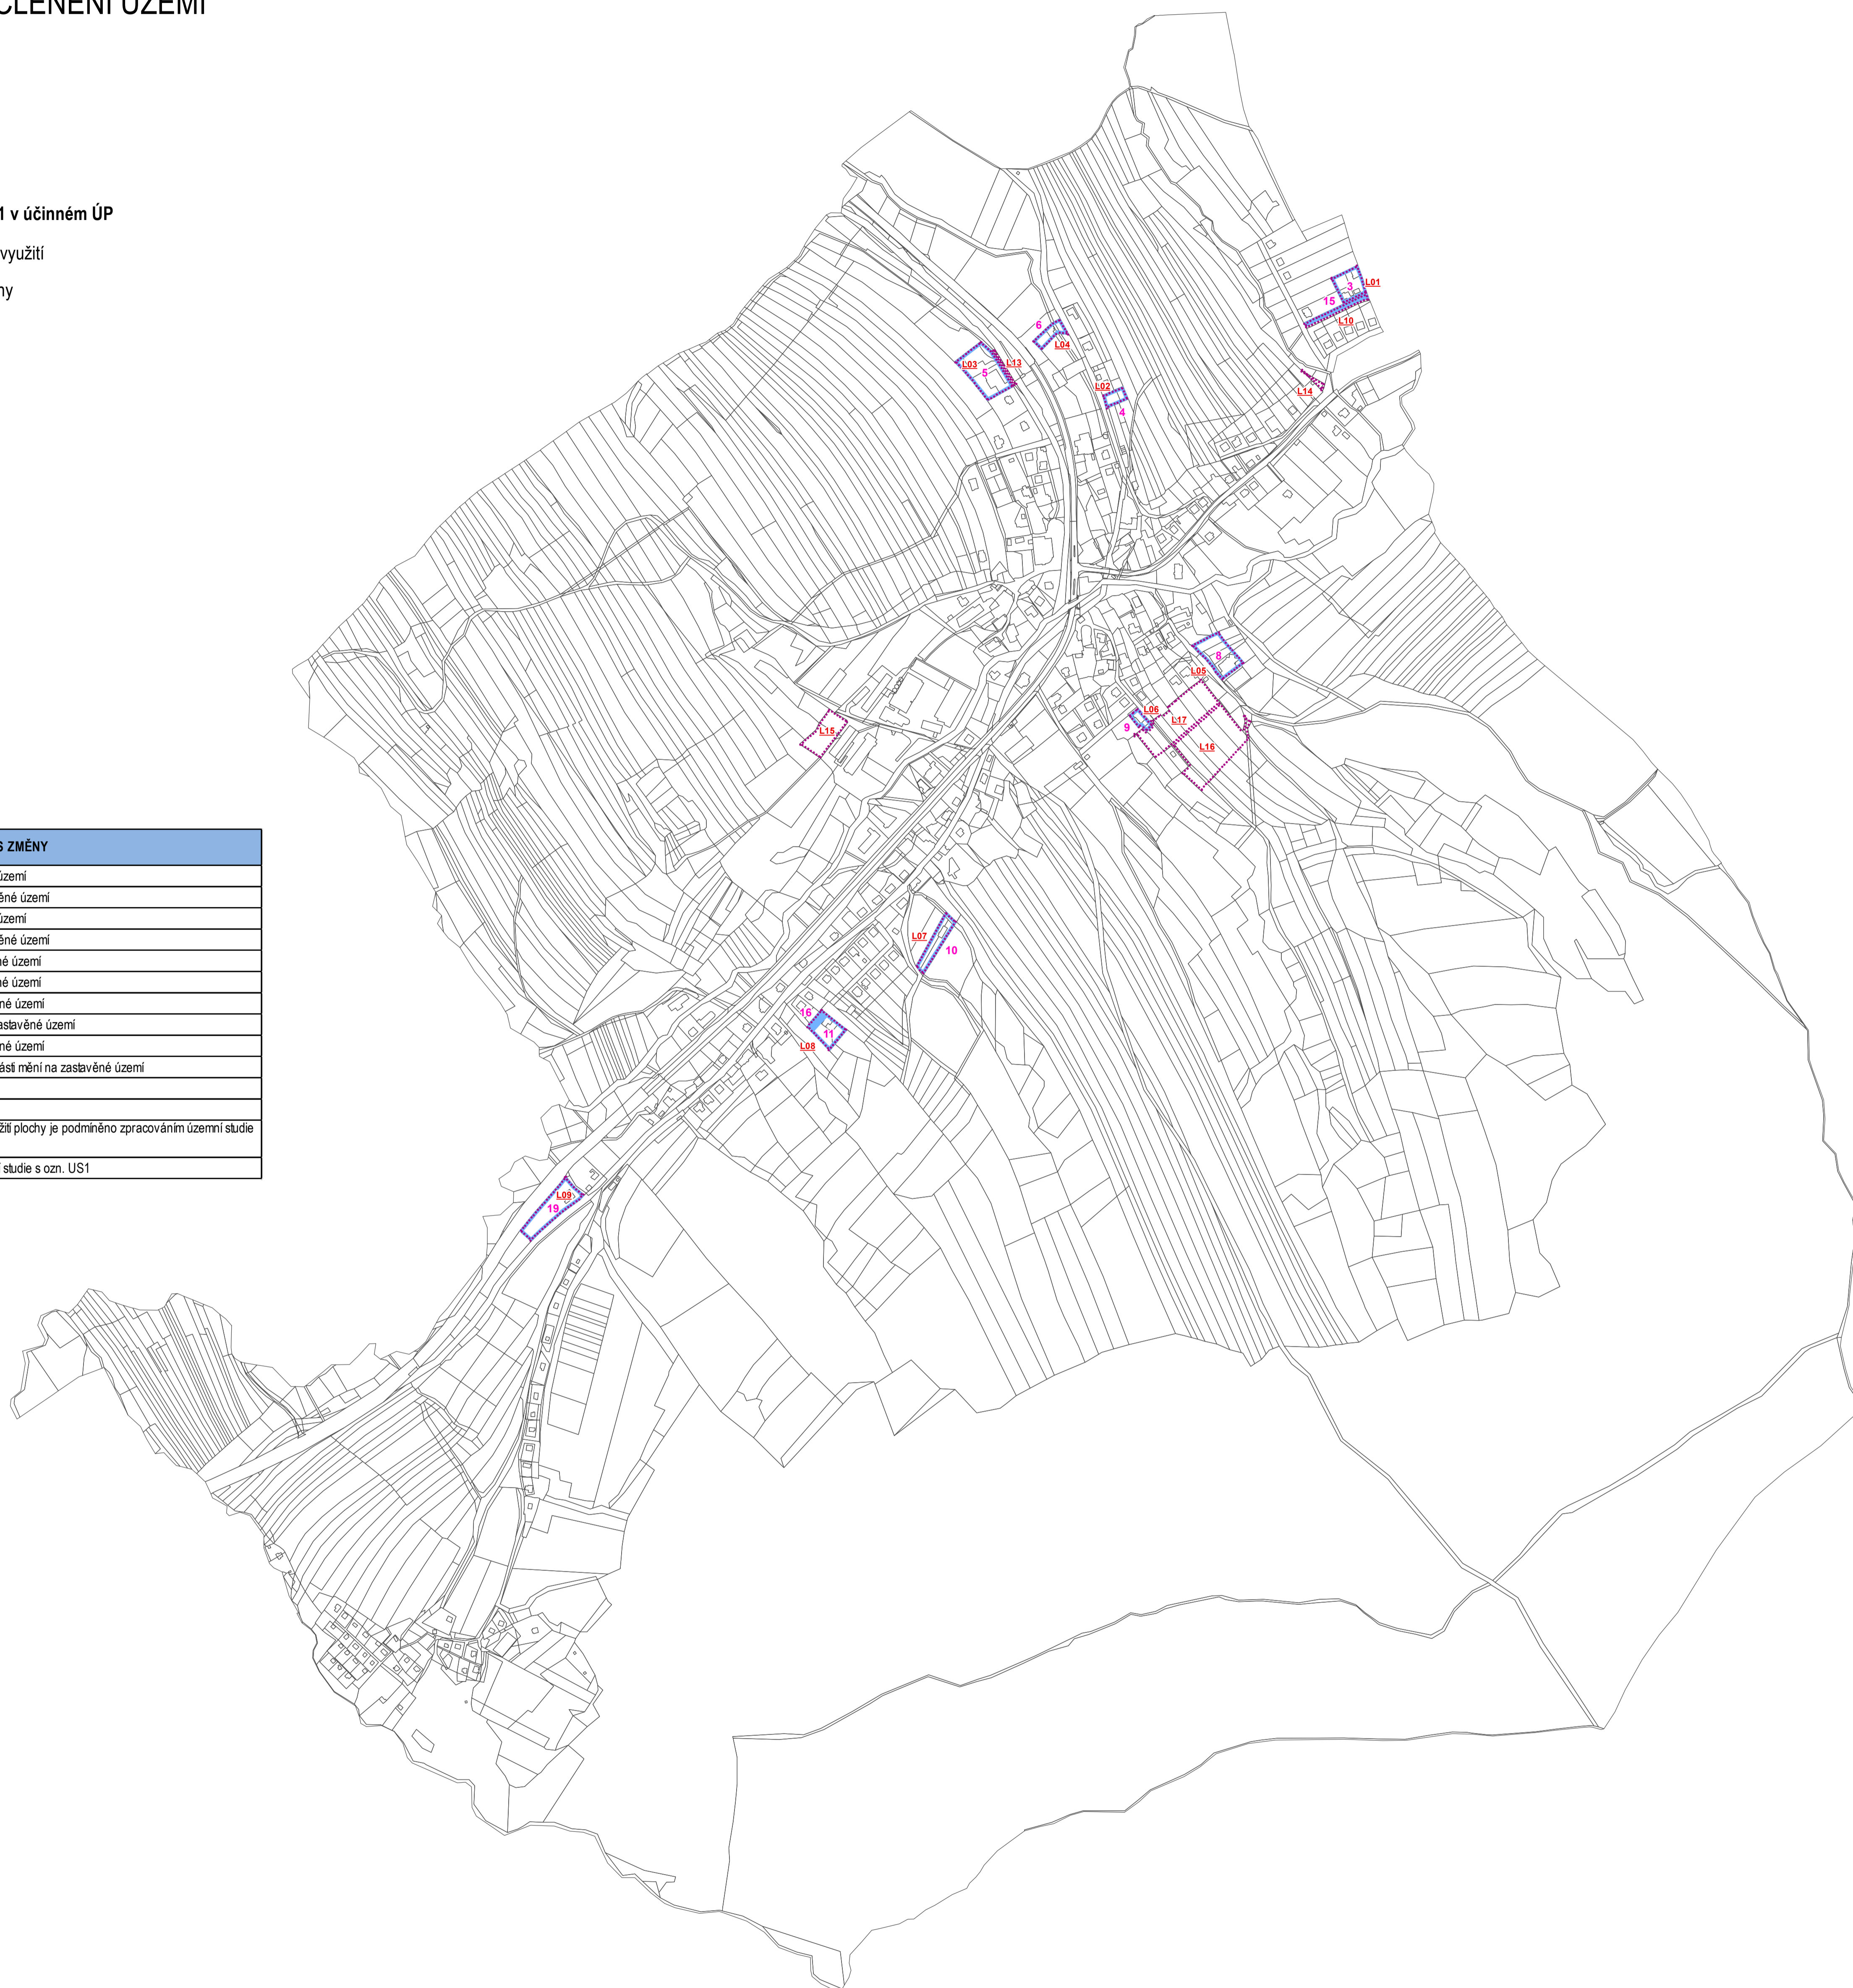 ČLENĚNÍ ÚZEMÍ
1 v účinném ÚP
využití
ny
S ZMĚNY
území
ěné území
území
ěné území
né území
né území
né území
astavěné území
né území
ásti mění na zastavěné území
žití plochy je podmíněno zpracováním územní studie
í studie s ozn. US1
L01
3
15
L10
6
L04
L13
L03
5
L02
4
L14
8
L05
L06
L17
9
L15
L16
L07
10
16
11
L08
L09
19